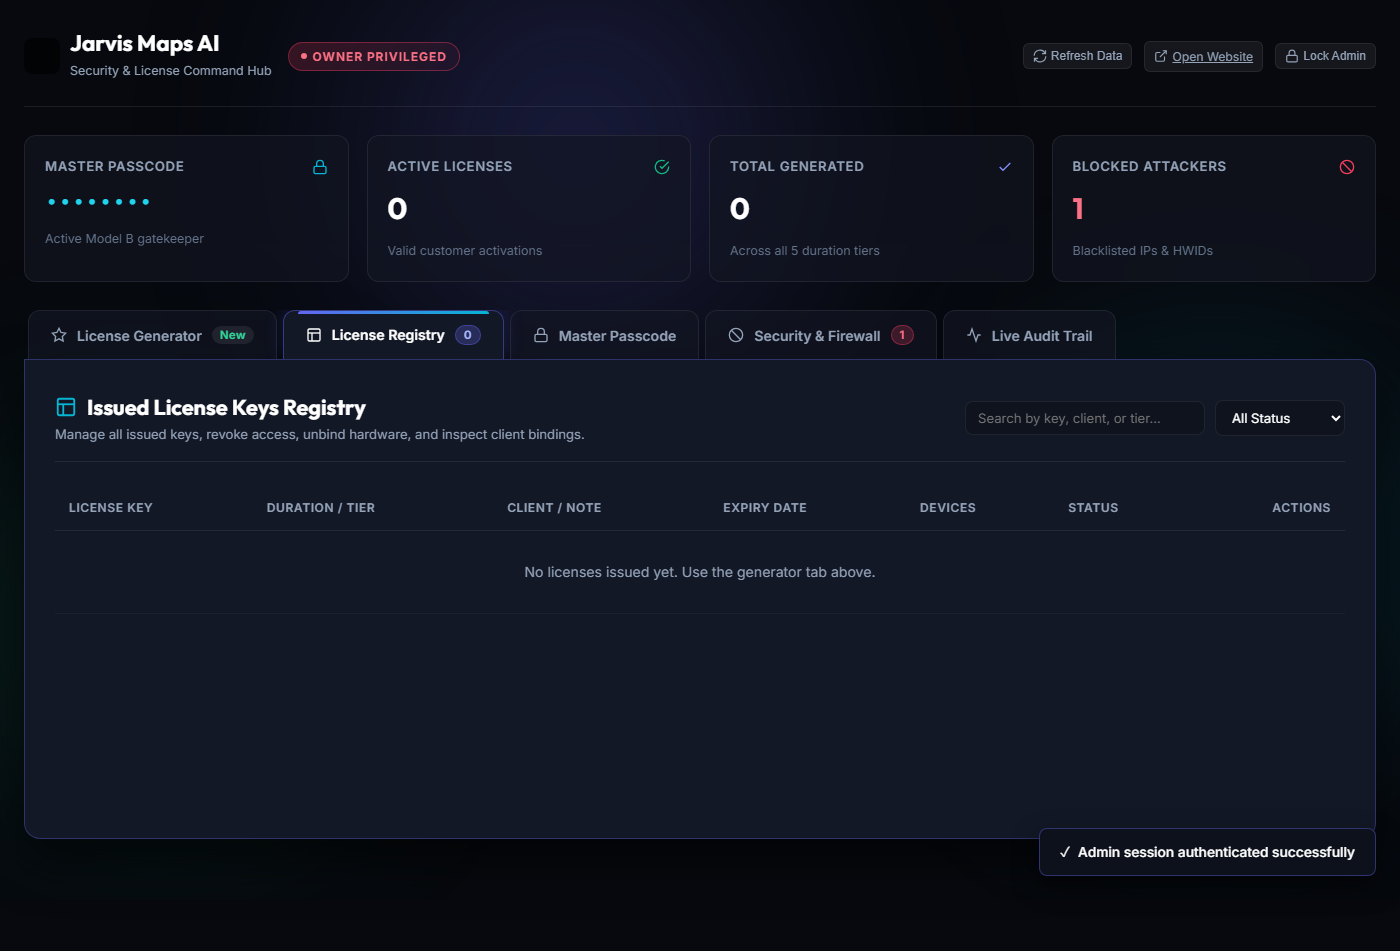 Jarvis Maps AI
Security & License Command Hub
OWNER PRIVILEGED
Refresh Data
Open Website
Lock Admin
MASTER PASSCODE
••••••••
Active Model B gatekeeper
ACTIVE LICENSES
0
Valid customer activations
TOTAL GENERATED
0
Across all 5 duration tiers
BLOCKED ATTACKERS
1
Blacklisted IPs & HWIDs
License Generator New
License Registry 0
Master Passcode
Security & Firewall 1
Live Audit Trail
Issued License Keys Registry
Manage all issued keys, revoke access, unbind hardware, and inspect client bindings.
Search by key, client, or tier...
All Status
LICENSE KEY DURATION / TIER CLIENT / NOTE EXPIRY DATE DEVICES STATUS ACTIONS
No licenses issued yet. Use the generator tab above.
✓ Admin session authenticated successfully